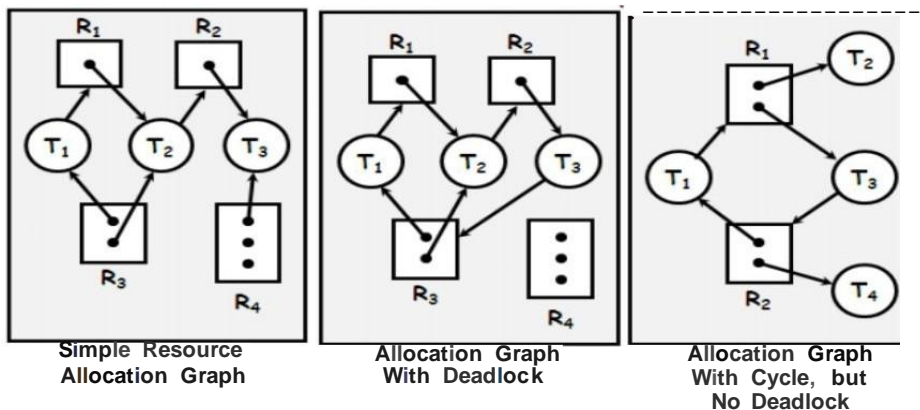 R₁ R₂
T₁ T₂ T₃
R₃
R₄
Simple Resource
Allocation Graph
R₁ R₂
T₁ T₂ T₃
R₃
R₄
Allocation Graph
With Deadlock
R₁
T₂
T₁ T₃
R₂
T₄
Allocation Graph
With Cycle, but
No Deadlock